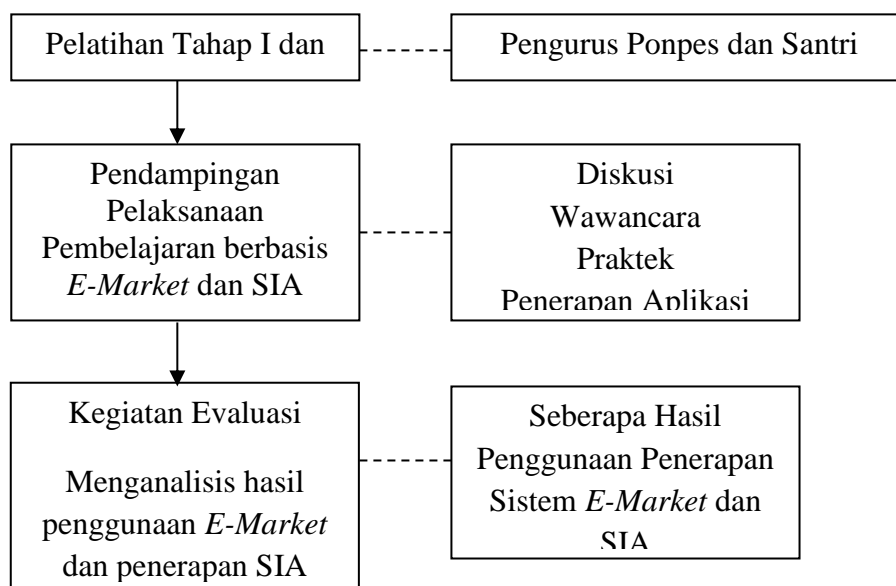 Pelatihan Tahap I dan
Pengurus Ponpes dan Santri
Pendampingan
Pelaksanaan
Pembelajaran berbasis
E-Market dan SIA
Diskusi
Wawancara
Praktek
Penerapan Aplikasi
Kegiatan Evaluasi
Menganalisis hasil
penggunaan E-Market
dan penerapan SIA
Seberapa Hasil
Penggunaan Penerapan
Sistem E-Market dan
SIA